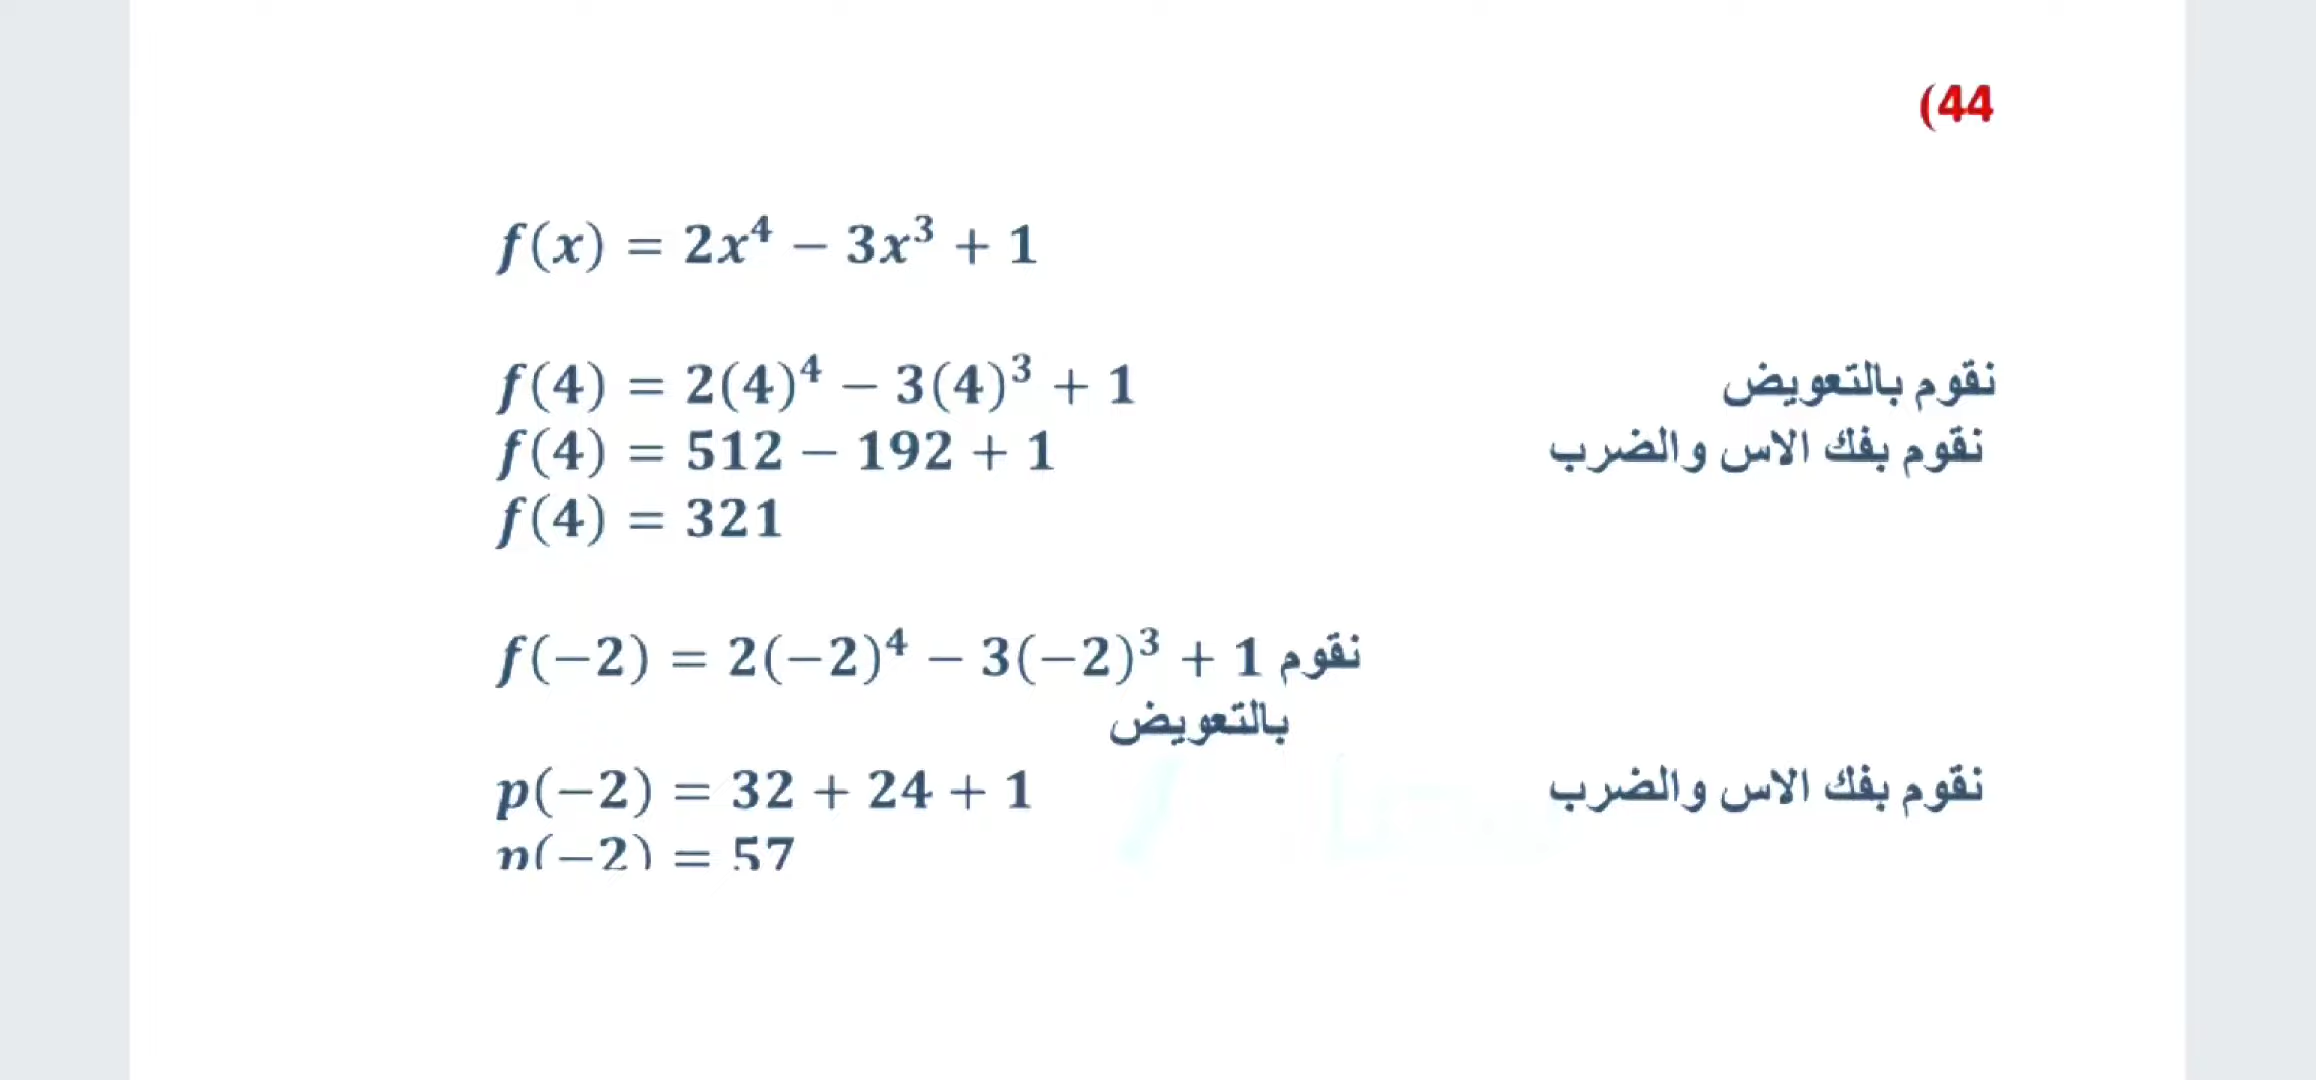 (44
f(x) = 2x⁴ − 3x³ + 1
f(4) = 2(4)⁴ − 3(4)³ + 1 نقوم بالتعويض
f(4) = 512 − 192 + 1 نقوم بفك الاس والضرب
f(4) = 321
f(−2) = 2(−2)⁴ − 3(−2)³ + 1 نقوم
بالتعويض
p(−2) = 32 + 24 + 1 نقوم بفك الاس والضرب
p(−2) = 57